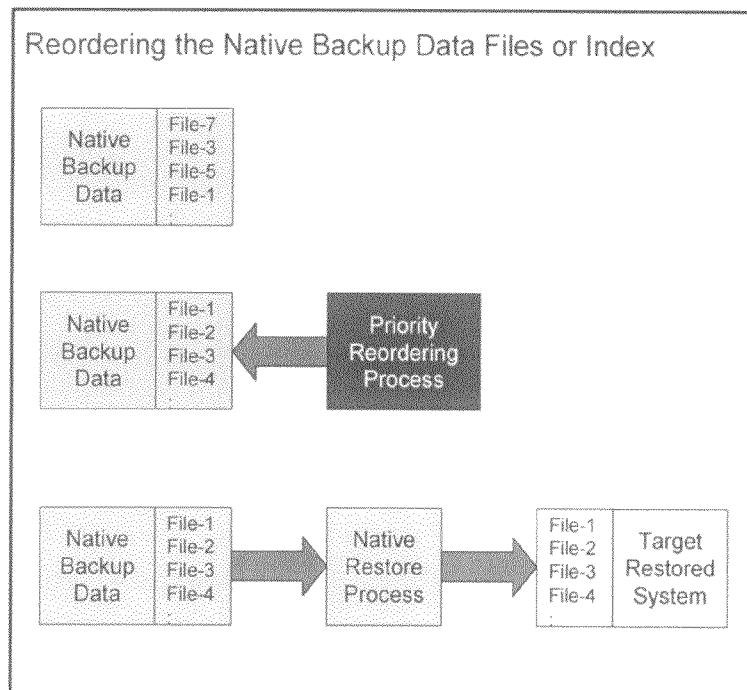 Reordering the Native Backup Data Files or Index
Native
Backup
Data
File-7
File-3
File-5
File-1
:
Native
Backup
Data
File-1
File-2
File-3
File-4
:
Priority
Reordering
Process
Native
Backup
Data
File-1
File-2
File-3
File-4
:
Native
Restore
Process
File-1
File-2
File-3
File-4
:
Target
Restored
System